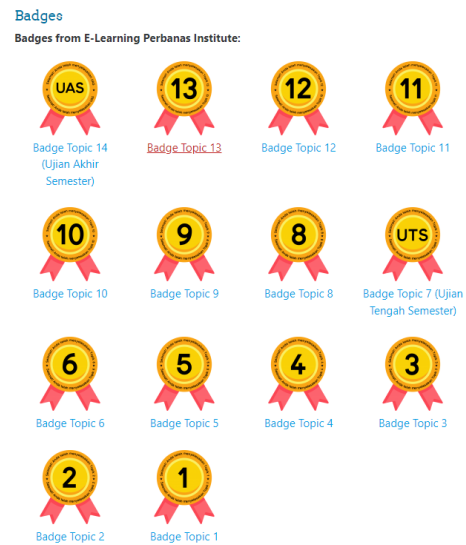 Badges
Badges from E-Learning Perbanas Institute:
UAS
13
12
11
Badge Topic 14
(Ujian Akhir
Semester)
Badge Topic 13
Badge Topic 12
Badge Topic 11
10
9
8
UTS
Badge Topic 10
Badge Topic 9
Badge Topic 8
Badge Topic 7 (Ujian
Tengah Semester)
6
5
4
3
Badge Topic 6
Badge Topic 5
Badge Topic 4
Badge Topic 3
2
1
Badge Topic 2
Badge Topic 1